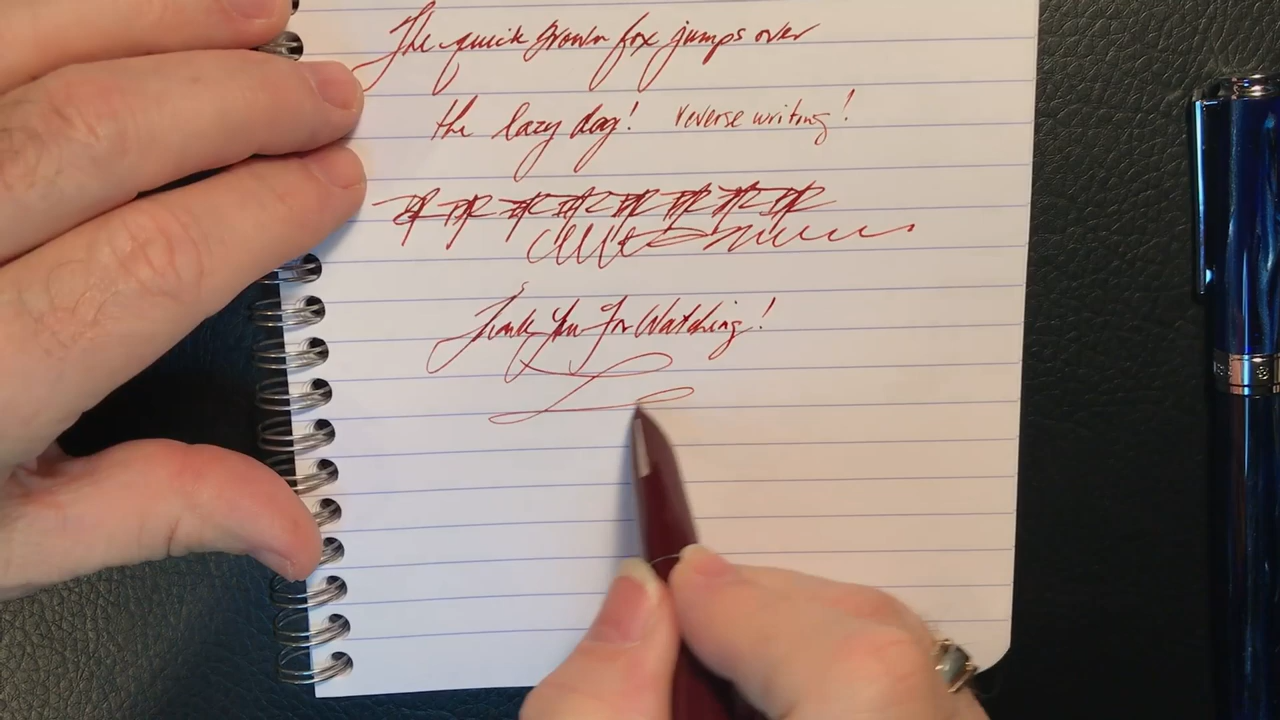 The quick brown fox jumps over
the lazy dog! reverse writing!
Thank You For Watching!